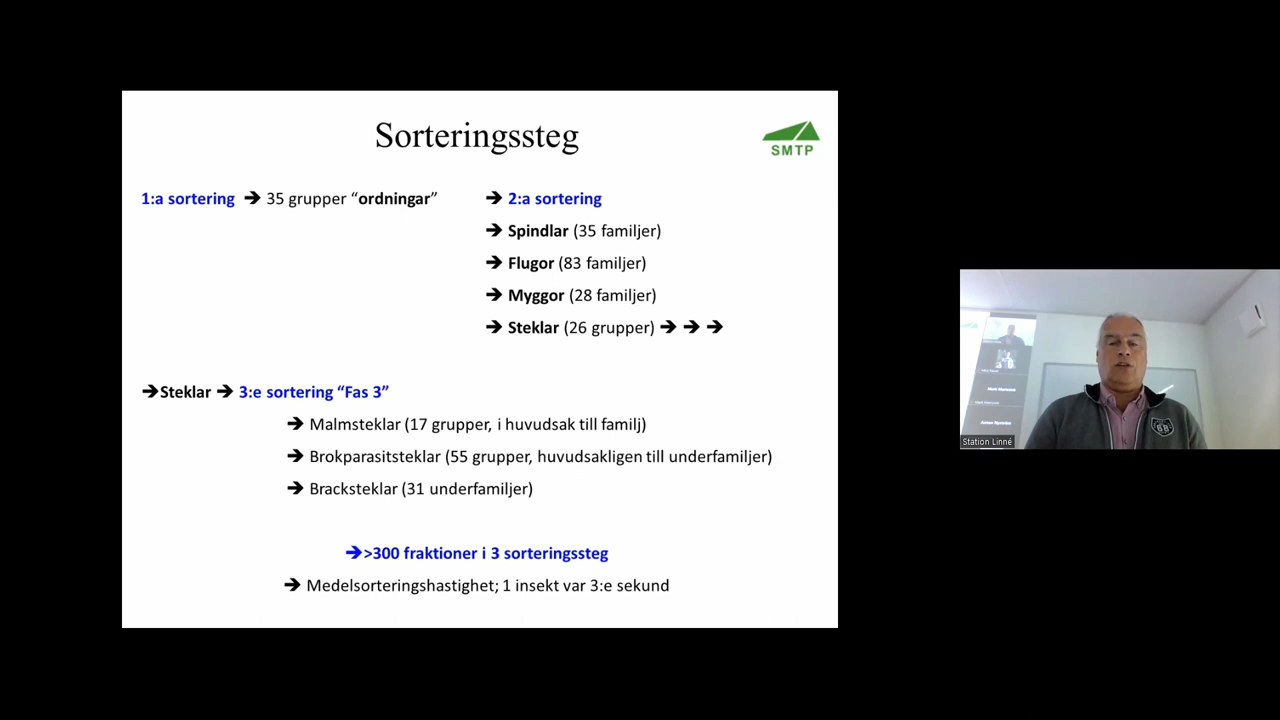 Sorteringssteg
SMTP
1:a sortering ➔ 35 grupper “ordningar”
➔ 2:a sortering
➔ Spindlar (35 familjer)
➔ Flugor (83 familjer)
➔ Myggor (28 familjer)
➔ Steklar (26 grupper) ➔ ➔ ➔
➔Steklar ➔ 3:e sortering “Fas 3”
➔ Malmsteklar (17 grupper, i huvudsak till familj)
➔ Brokparasitsteklar (55 grupper, huvudsakligen till underfamiljer)
➔ Bracksteklar (31 underfamiljer)
➔>300 fraktioner i 3 sorteringssteg
➔ Medelsorteringshastighet; 1 insekt var 3:e sekund
Station Linné